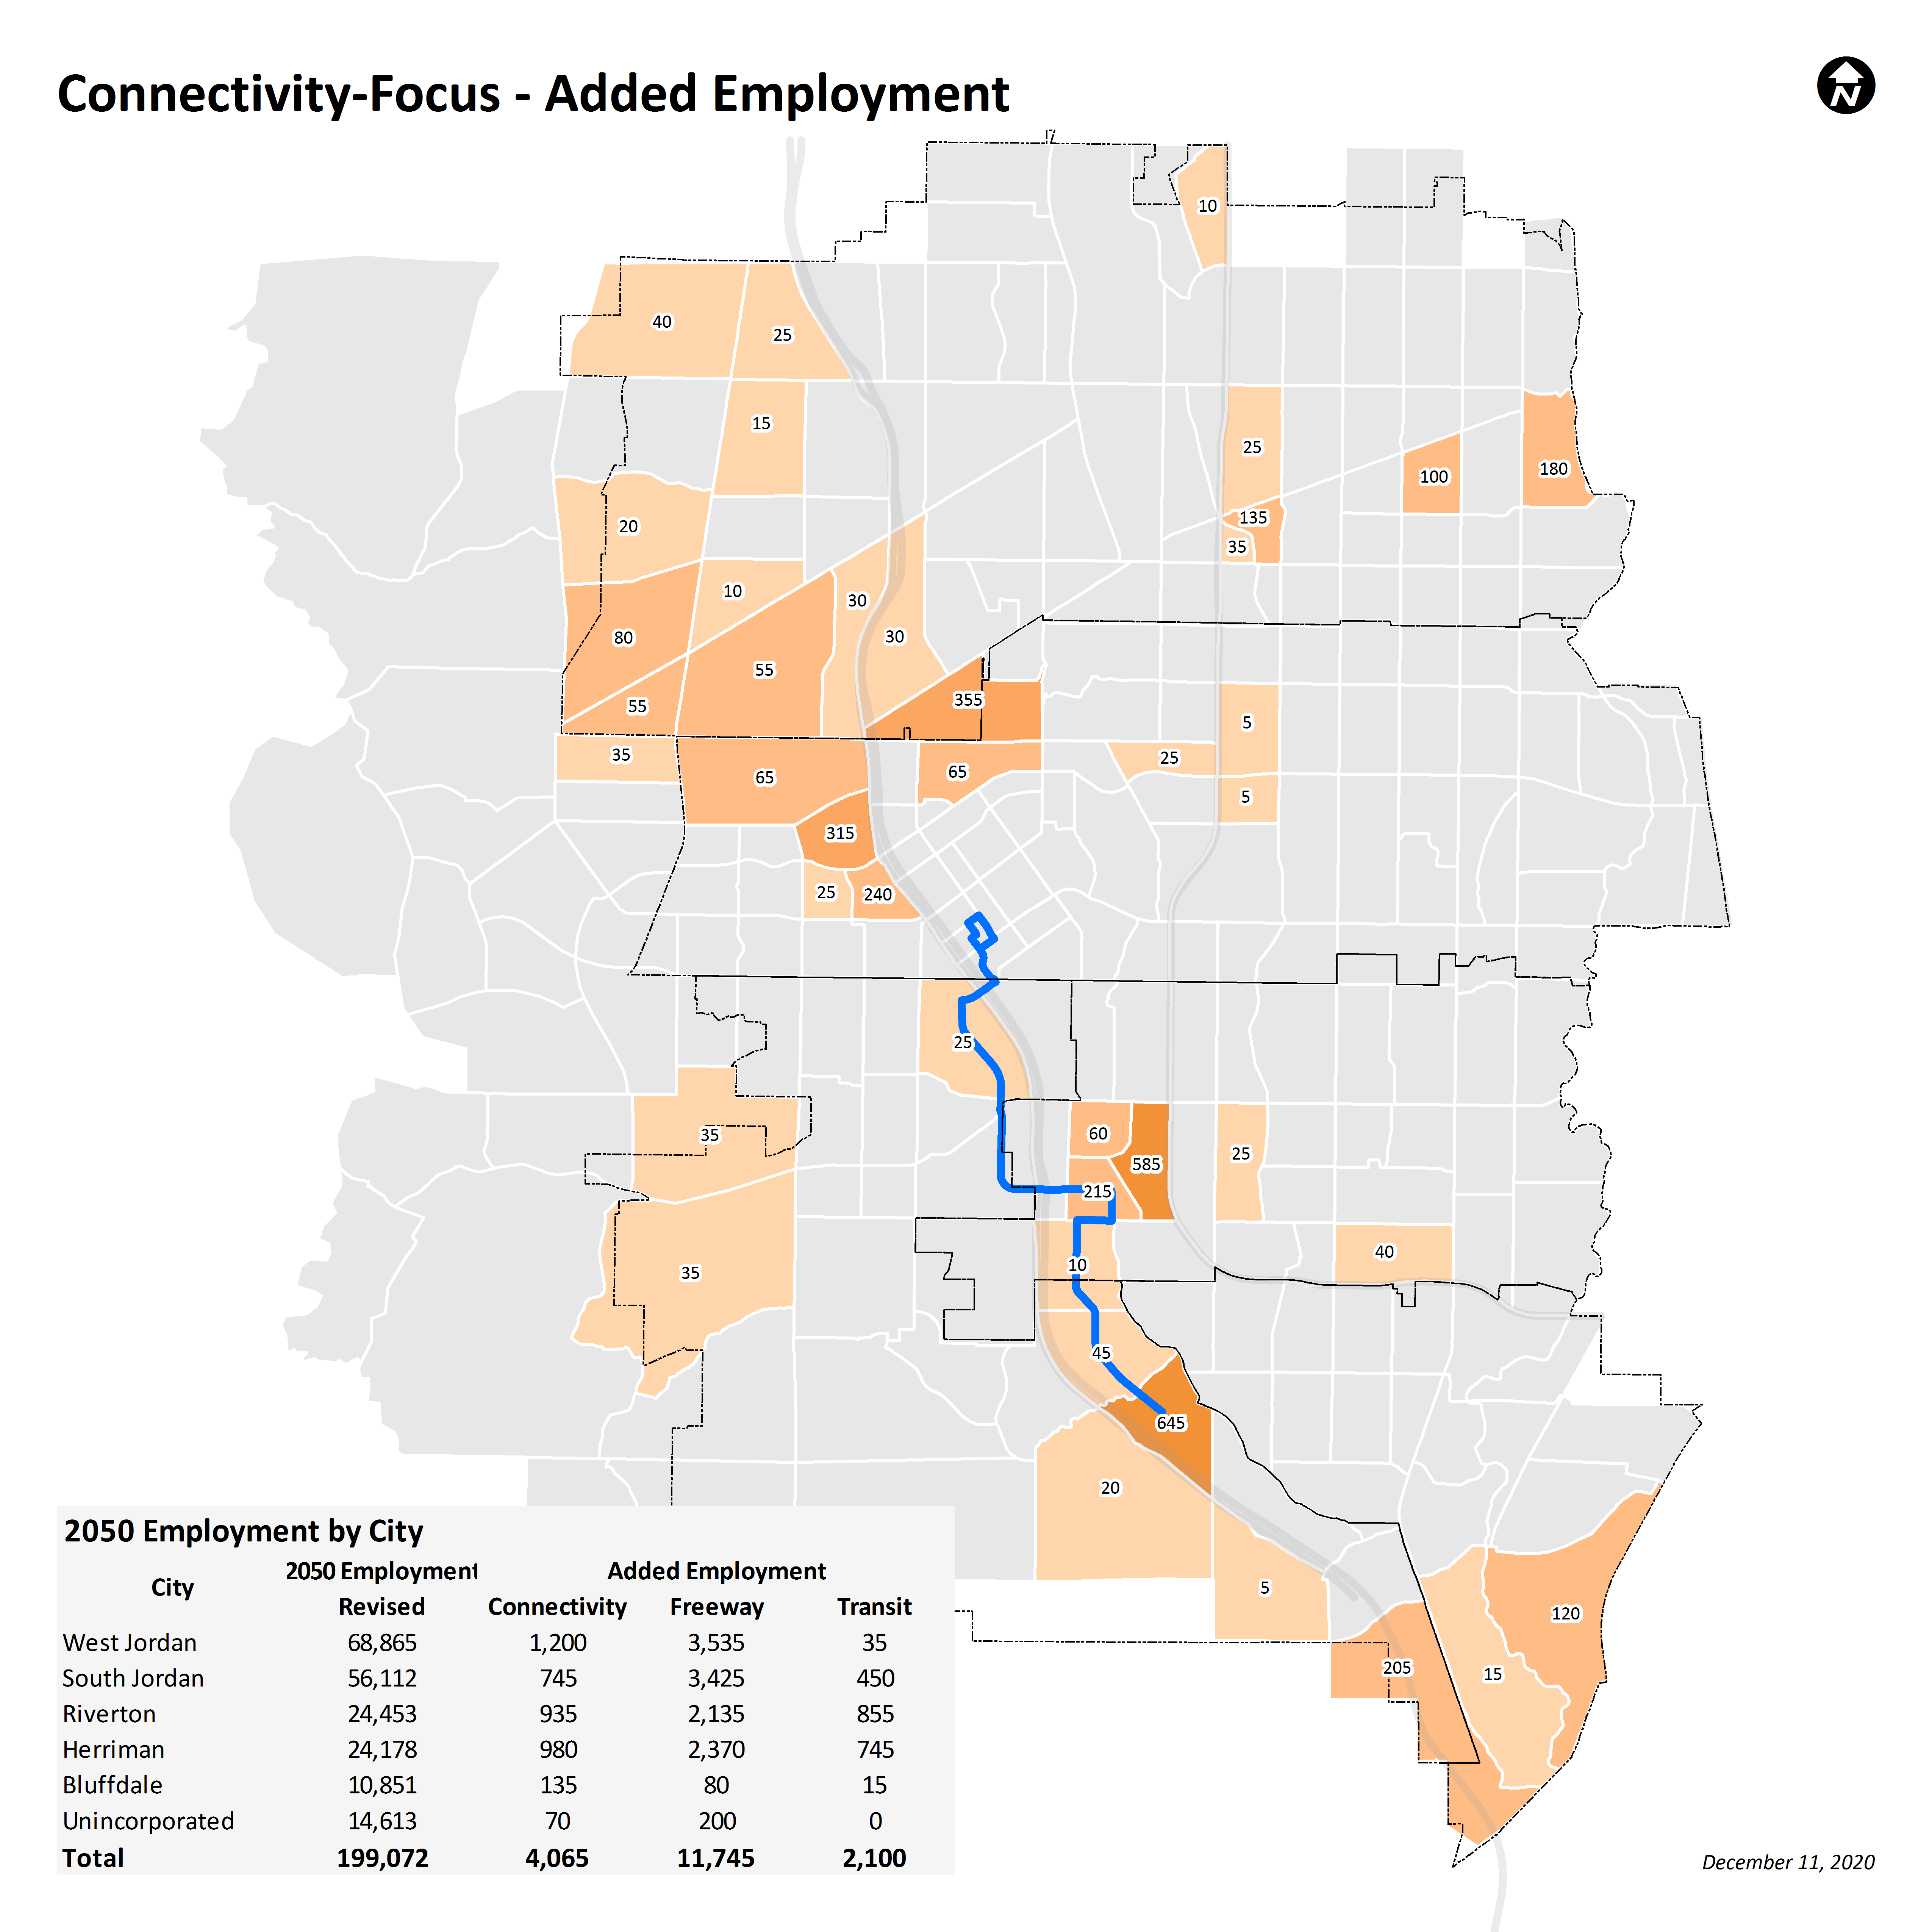 Connectivity-Focus - Added Employment
N
10
40
25
15
25
100
180
20
135
35
10
30
30
80
55
55
355
35
65
65
5
25
5
315
25
240
25
35
60
585
25
215
35
10
40
45
645
20
5
120
205
15
2050 Employment by City
City
2050 Employment
Added Employment
Revised Connectivity Freeway Transit
West Jordan 68,865 1,200 3,535 35
South Jordan 56,112 745 3,425 450
Riverton 24,453 935 2,135 855
Herriman 24,178 980 2,370 745
Bluffdale 10,851 135 80 15
Unincorporated 14,613 70 200 0
Total 199,072 4,065 11,745 2,100
December 11, 2020